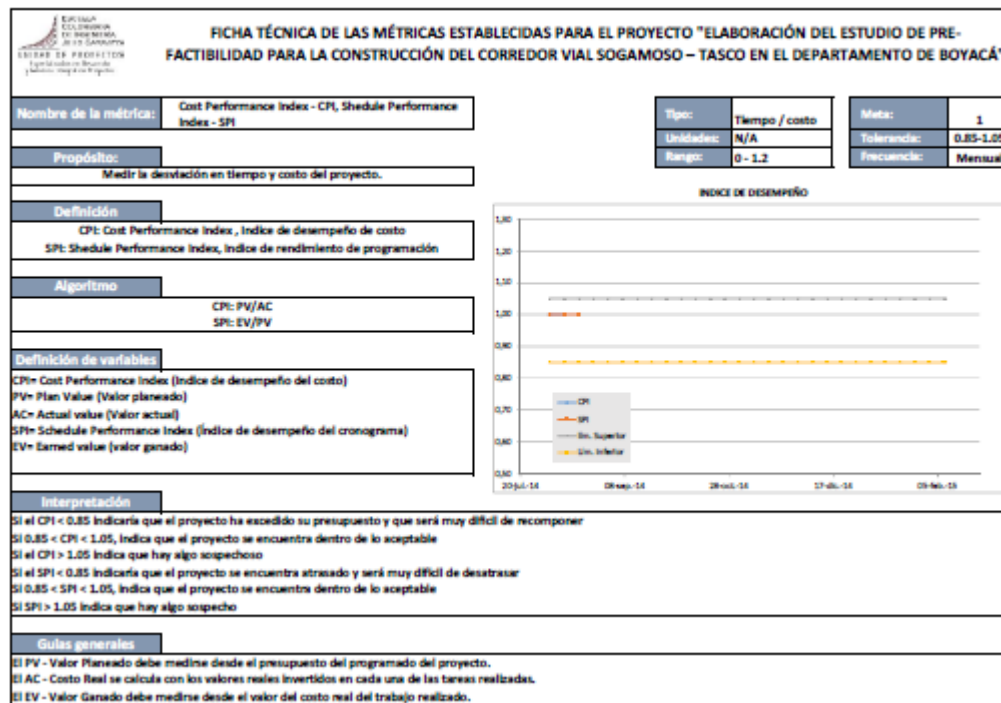 ESCUELA
COLOMBIANA
DE INGENIERÍA
JULIO GARAVITO
UNIDAD DE PROYECTOS
FICHA TÉCNICA DE LAS MÉTRICAS ESTABLECIDAS PARA EL PROYECTO "ELABORACIÓN DEL ESTUDIO DE PRE-
FACTIBILIDAD PARA LA CONSTRUCCIÓN DEL CORREDOR VIAL SOGAMOSO – TASCO EN EL DEPARTAMENTO DE BOYACÁ"
Nombre de la métrica: Cost Performance Index - CPI, Shedule Performance
Index - SPI
Tipo: Tiempo / costo
Unidades: N/A
Rango: 0 - 1.2
Meta: 1
Tolerancia: 0.85-1.05
Frecuencia: Mensual
Propósito:
Medir la desviación en tiempo y costo del proyecto.
Definición
CPI: Cost Performance Index , Indice de desempeño de costo
SPI: Shedule Performance Index, Indice de rendimiento de programación
Algoritmo
CPI: PV/AC
SPI: EV/PV
Definición de variables
CPI= Cost Performance Index (Indice de desempeño del costo)
PV= Plan Value (Valor planeado)
AC= Actual value (Valor actual)
SPI= Schedule Performance Index (Índice de desempeño del cronograma)
EV= Earned value (valor ganado)
INDICE DE DESEMPEÑO
1,30
1,20
1,10
1,00
0,90
0,80
0,70
0,60
0,50
CPI
SPI
Lim. Superior
Lim. Inferior
20-jul.-14 08-sep.-14 28-oct.-14 17-dic.-14 05-feb.-15
Interpretación
Si el CPI < 0.85 indicaría que el proyecto ha excedido su presupuesto y que será muy difícil de recomponer
Si 0.85 < CPI < 1.05, indica que el proyecto se encuentra dentro de lo aceptable
Si el CPI > 1.05 indica que hay algo sospechoso
Si el SPI < 0.85 indicaría que el proyecto se encuentra atrasado y será muy difícil de desatrasar
Si 0.85 < SPI < 1.05, indica que el proyecto se encuentra dentro de lo aceptable
Si SPI > 1.05 indica que hay algo sospecho
Guías generales
El PV - Valor Planeado debe medirse desde el presupuesto del programado del proyecto.
El AC - Costo Real se calcula con los valores reales invertidos en cada una de las tareas realizadas.
El EV - Valor Ganado debe medirse desde el valor del costo real del trabajo realizado.